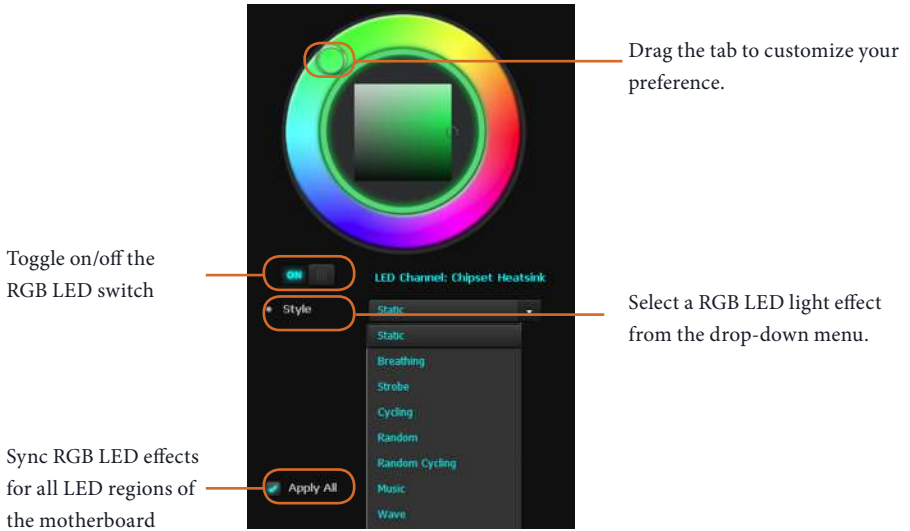 Drag the tab to customize your
preference.
Toggle on/off the
RGB LED switch
ON
LED Channel: Chipset Heatsink
Style
Static
Select a RGB LED light effect
from the drop-down menu.
Static
Breathing
Strobe
Cycling
Random
Random Cycling
Music
Wave
Sync RGB LED effects
for all LED regions of
the motherboard
Apply All